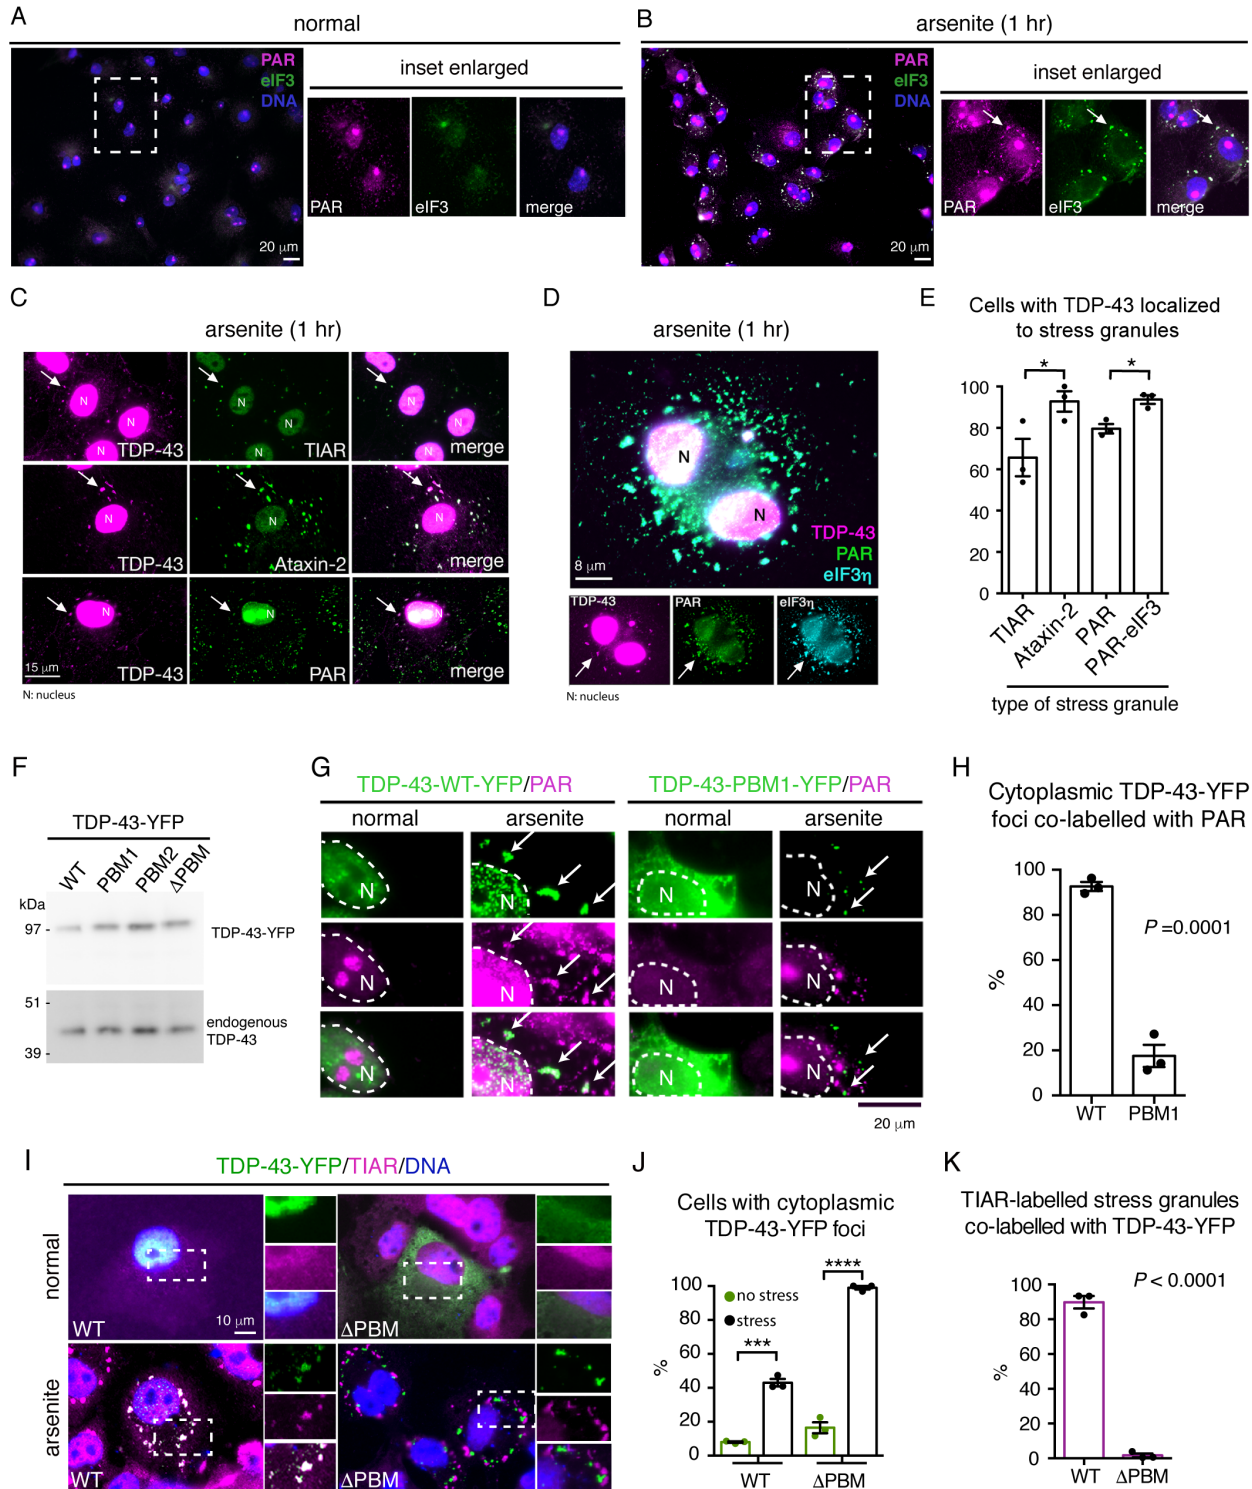 A
normal
PAR
eIF3
DNA
20 μm
inset enlarged
PAR
eIF3
merge
B
arsenite (1 hr)
PAR
eIF3
DNA
20 μm
inset enlarged
PAR
eIF3
merge
C
arsenite (1 hr)
N
N
N
TDP-43
N
N
N
TIAR
N
N
merge
N
TDP-43
N
Ataxin-2
N
merge
N
15 μm
TDP-43
N
PAR
N
merge
N: nucleus
D
arsenite (1 hr)
N
N
TDP-43
PAR
eIF3η
8 μm
TDP-43
PAR
eIF3η
N: nucleus
E
Cells with TDP-43 localized
to stress granules
* *
100
80
60
40
20
0
TIAR
Ataxin-2
PAR
PAR-eIF3
type of stress granule
F
TDP-43-YFP
WT
PBM1
PBM2
ΔPBM
kDa
97 -
TDP-43-YFP
51 -
endogenous
TDP-43
39 -
G
TDP-43-WT-YFP/PAR
TDP-43-PBM1-YFP/PAR
normal
arsenite
normal
arsenite
N N N N
N N N N
N N N N
20 μm
H
Cytoplasmic TDP-43-YFP
foci co-labelled with PAR
100
80
60
40
20
0
%
P =0.0001
WT
PBM1
I
TDP-43-YFP/TIAR/DNA
normal
WT
10 μm
ΔPBM
arsenite
WT
ΔPBM
J
Cells with cytoplasmic
TDP-43-YFP foci
100
80
60
40
20
0
%
no stress
stress
***
****
WT
ΔPBM
K
TIAR-labelled stress granules
co-labelled with TDP-43-YFP
P < 0.0001
100
80
60
40
20
0
%
WT
ΔPBM